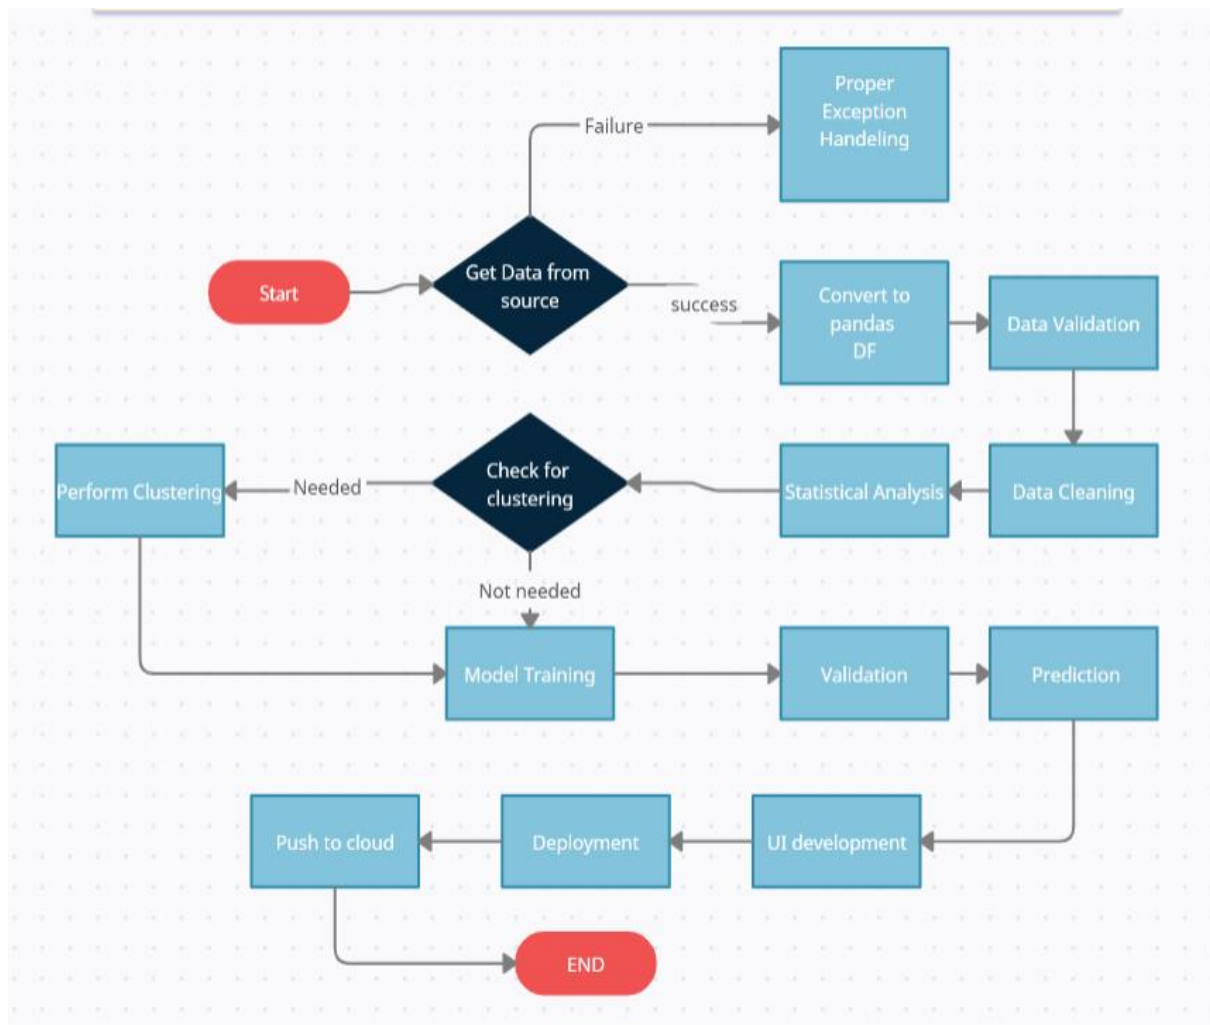 Proper
Exception
Handeling
Failure
Get Data from
source
Start
success
Convert to
pandas
DF
Data Validation
Perform Clustering
Needed
Check for
clustering
Statistical Analysis
Data Cleaning
Not needed
Model Training
Validation
Prediction
Push to cloud
Deployment
UI development
END